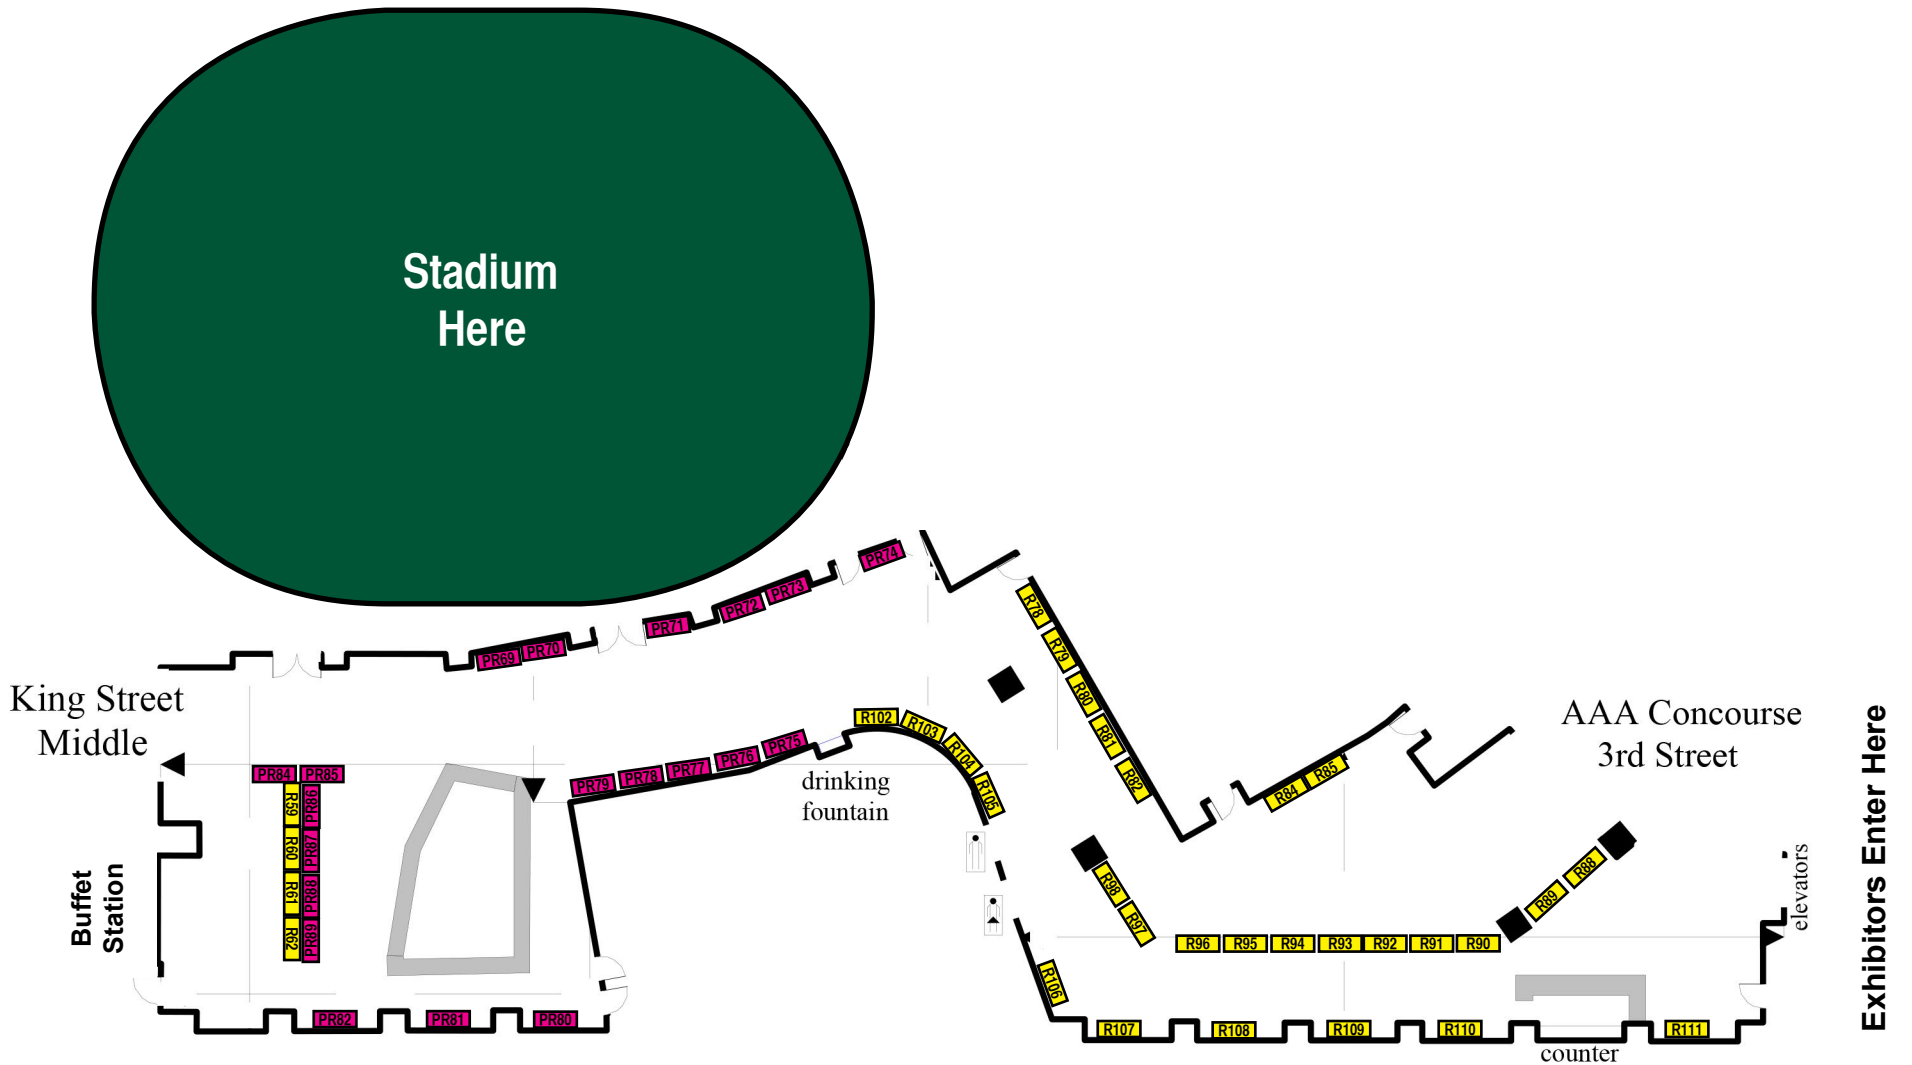 Stadium
Here
PR74
PR73
PR72
PR71
PR70
PR69
R78
R79
R80
R81
R82
King Street
Middle
AAA Concourse
3rd Street
Exhibitors Enter Here
R102
R103
R104
R105
PR75
PR76
PR77
PR78
PR79
drinking
fountain
PR84
PR85
R59
R60
R61
R62
PR86
PR87
PR88
PR89
Buffet
Station
R84
R85
R88
R89
elevators
R98
R97
R96
R95
R94
R93
R92
R91
R90
R106
PR82
PR81
PR80
R107
R108
R109
R110
R111
counter